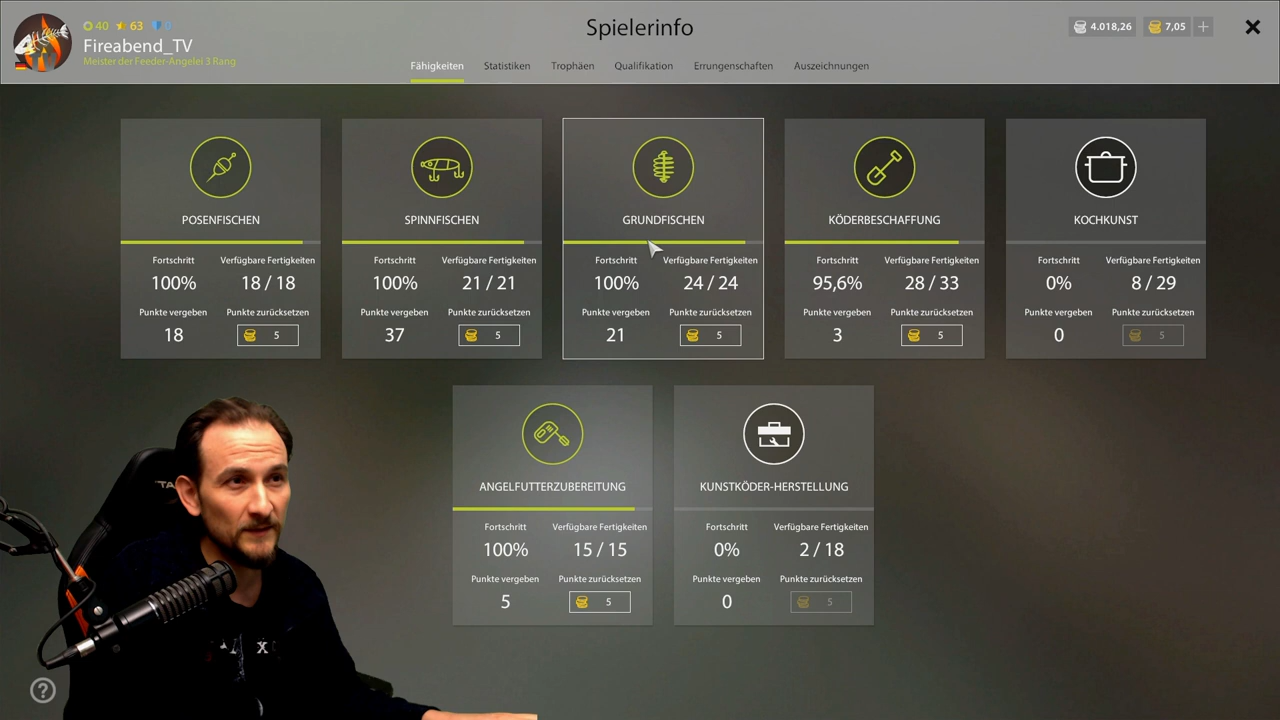 40 63 0
Fireabend_TV
Meister der Feeder-Angelei 3 Rang
Spielerinfo
4.018,26 7,05 +
Fähigkeiten Statistiken Trophäen Qualifikation Errungenschaften Auszeichnungen
POSENFISCHEN
Fortschritt Verfügbare Fertigkeiten
100% 18 / 18
Punkte vergeben Punkte zurücksetzen
18 5
SPINNFISCHEN
Fortschritt Verfügbare Fertigkeiten
100% 21 / 21
Punkte vergeben Punkte zurücksetzen
37 5
GRUNDFISCHEN
Fortschritt Verfügbare Fertigkeiten
100% 24 / 24
Punkte vergeben Punkte zurücksetzen
21 5
KÖDERBESCHAFFUNG
Fortschritt Verfügbare Fertigkeiten
95,6% 28 / 33
Punkte vergeben Punkte zurücksetzen
3 5
KOCHKUNST
Fortschritt Verfügbare Fertigkeiten
0% 8 / 29
Punkte vergeben Punkte zurücksetzen
0 5
ANGELFUTTERZUBEREITUNG
Fortschritt Verfügbare Fertigkeiten
100% 15 / 15
Punkte vergeben Punkte zurücksetzen
5 5
KUNSTKÖDER-HERSTELLUNG
Fortschritt Verfügbare Fertigkeiten
0% 2 / 18
Punkte vergeben Punkte zurücksetzen
0 5
?